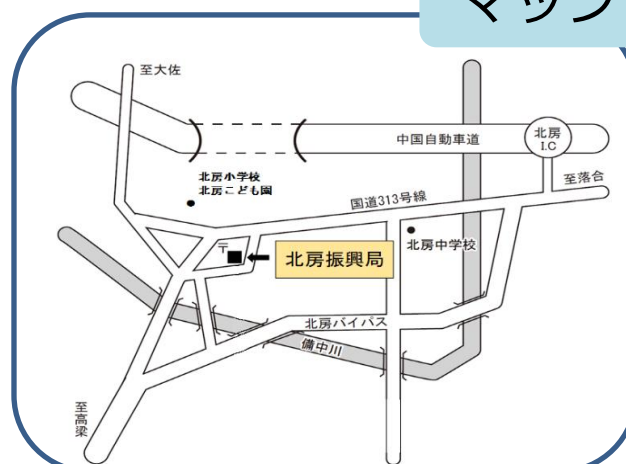 マップ
至大佐
中国自動車道
北房
I.C
北房小学校
北房こども園
国道313号線
至落合
〒
北房振興局
北房中学校
北房バイパス
備中川
至高梁